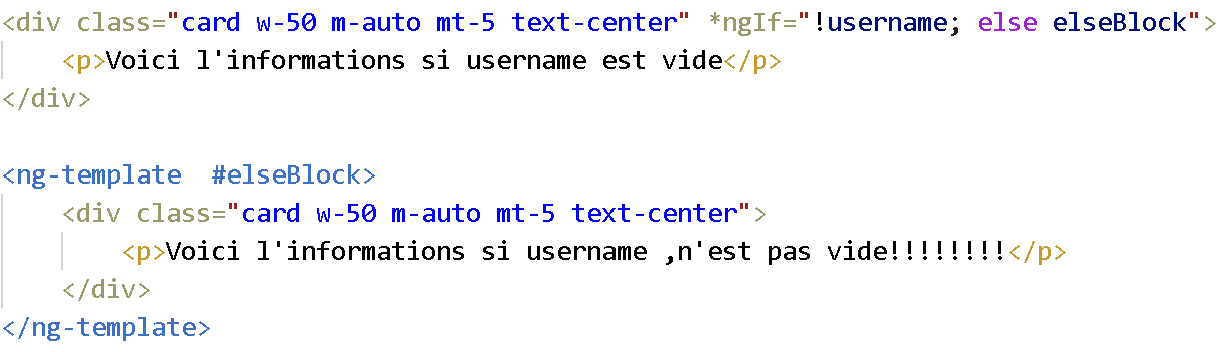 <div class="card w-50 m-auto mt-5 text-center" *ngIf="!username; else elseBlock">
<p>Voici l'informations si username est vide</p>
</div>
<ng-template  #elseBlock>
<div class="card w-50 m-auto mt-5 text-center">
<p>Voici l'informations si username ,n'est pas vide!!!!!!!!</p>
</div>
</ng-template>